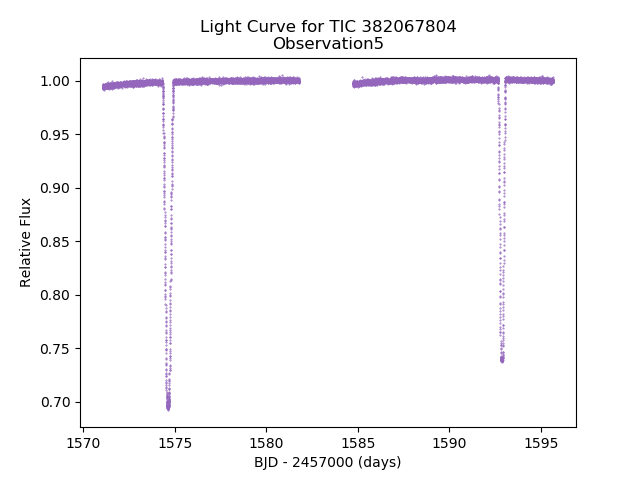 Light Curve for TIC 382067804
Observation5
1.00
0.95
0.90
0.85
0.80
0.75
0.70
Relative Flux
1570 1575 1580 1585 1590 1595
BJD - 2457000 (days)